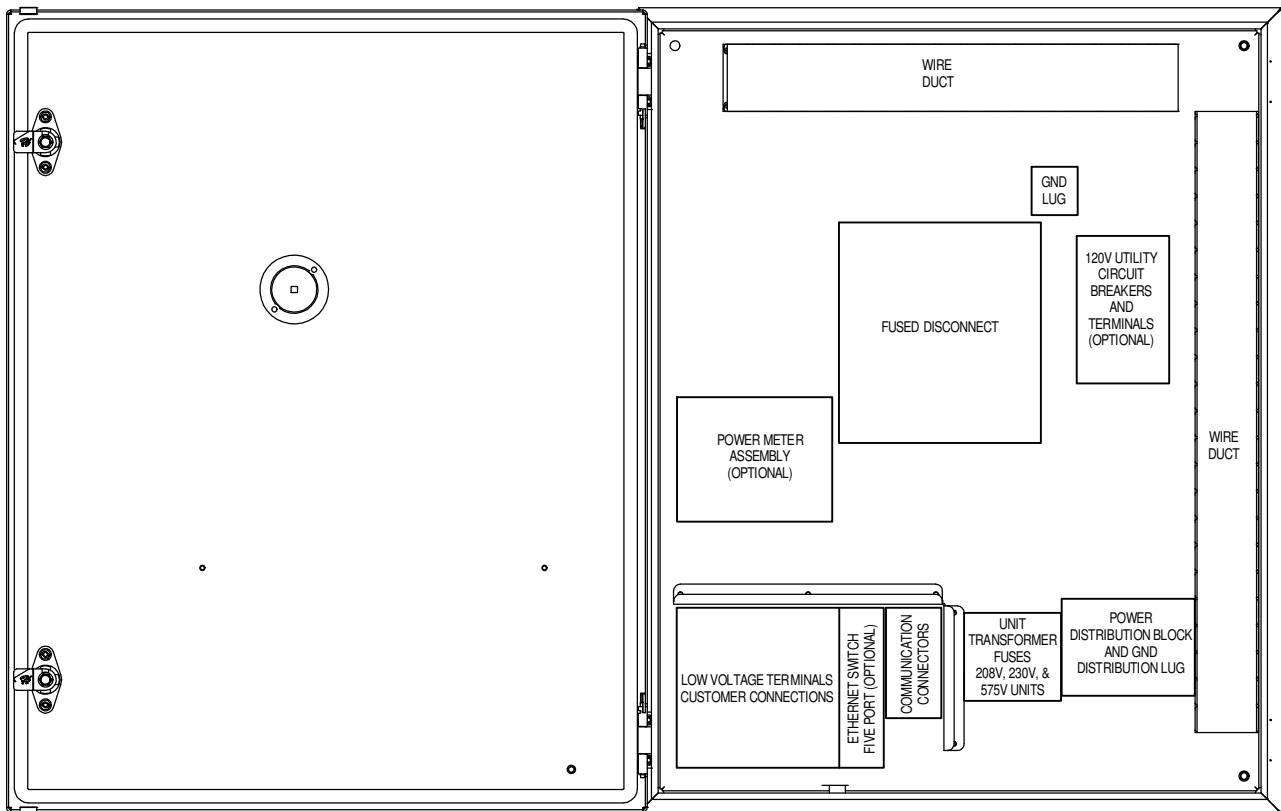 WIRE
DUCT
GND
LUG
120V UTILITY
CIRCUIT
BREAKERS
AND
TERMINALS
(OPTIONAL)
FUSED DISCONNECT
POWER METER
ASSEMBLY
(OPTIONAL)
WIRE
DUCT
LOW VOLTAGE TERMINALS
CUSTOMER CONNECTIONS
ETHERNET SWITCH
FIVE PORT (OPTIONAL)
COMMUNICATION
CONNECTORS
UNIT
TRANSFORMER
FUSES
208V, 230V, &
575V UNITS
POWER
DISTRIBUTION BLOCK
AND GND
DISTRIBUTION LUG